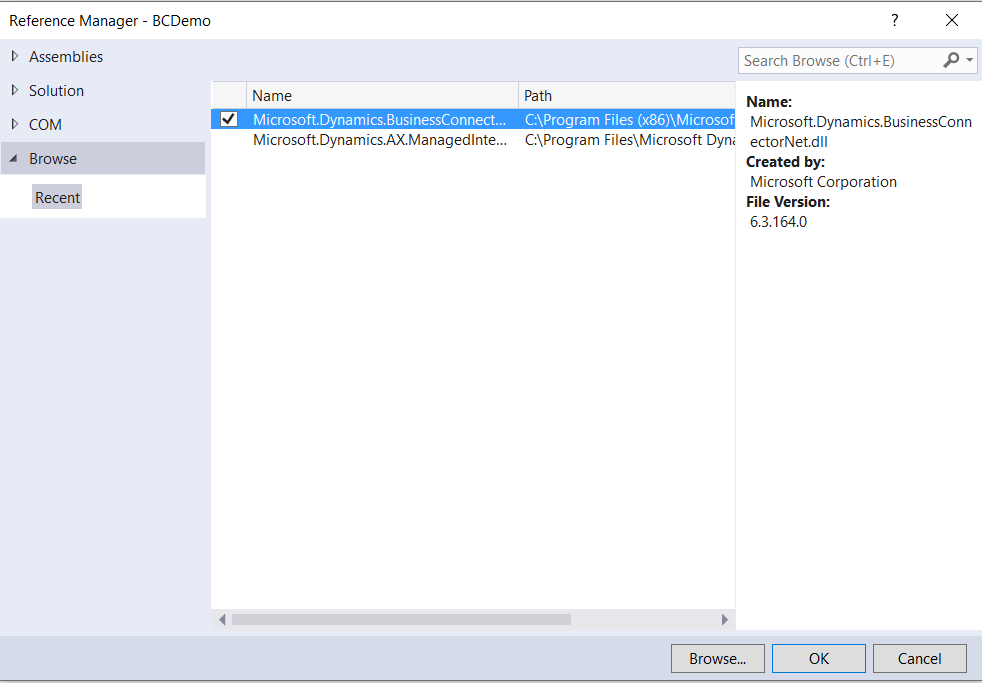 Reference Manager - BCDemo
?
Assemblies
Solution
COM
Browse
Recent
Search Browse (Ctrl+E)
Name Path
Microsoft.Dynamics.BusinessConnect... C:\Program Files (x86)\Microsof
Microsoft.Dynamics.AX.ManagedInte... C:\Program Files\Microsoft Dyna
Name:
Microsoft.Dynamics.BusinessConn
ectorNet.dll
Created by:
Microsoft Corporation
File Version:
6.3.164.0
Browse... OK Cancel